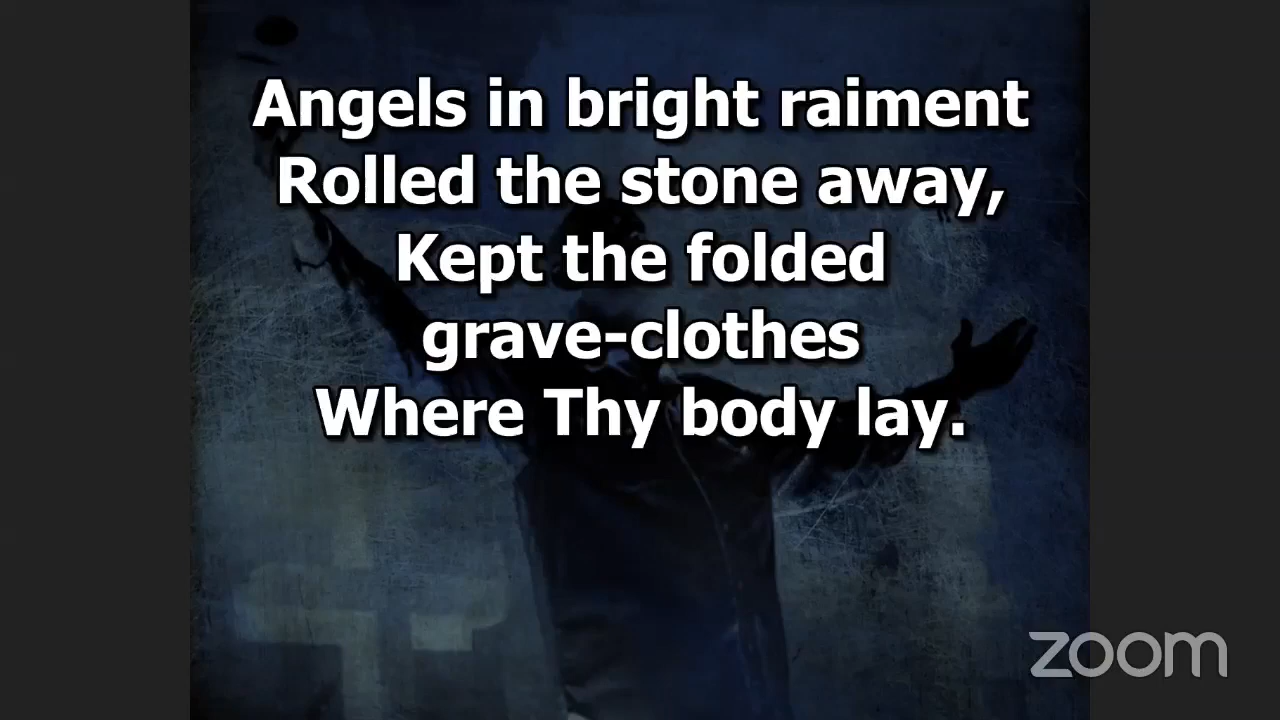 Angels in bright raiment
Rolled the stone away,
Kept the folded
grave-clothes
Where Thy body lay.
zoom